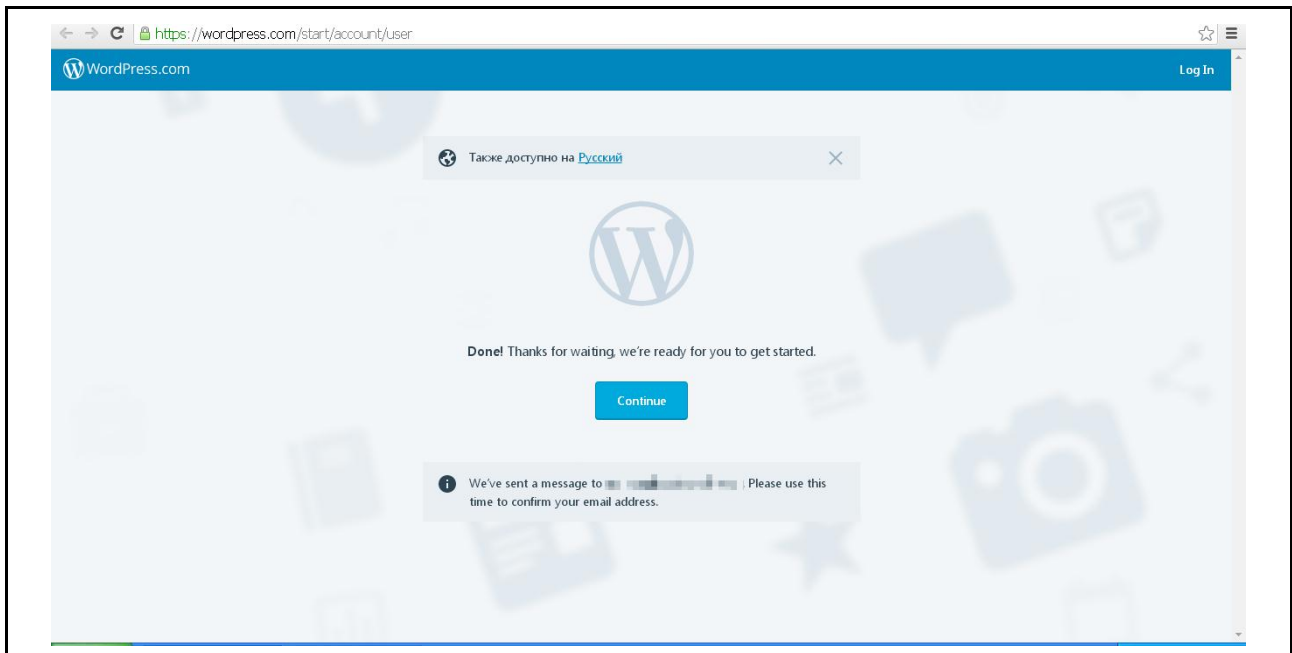 https://wordpress.com/start/account/user
WordPress.com
Log In
Также доступно на Русский
Done! Thanks for waiting, we're ready for you to get started.
Continue
We've sent a message to ; Please use this
time to confirm your email address.